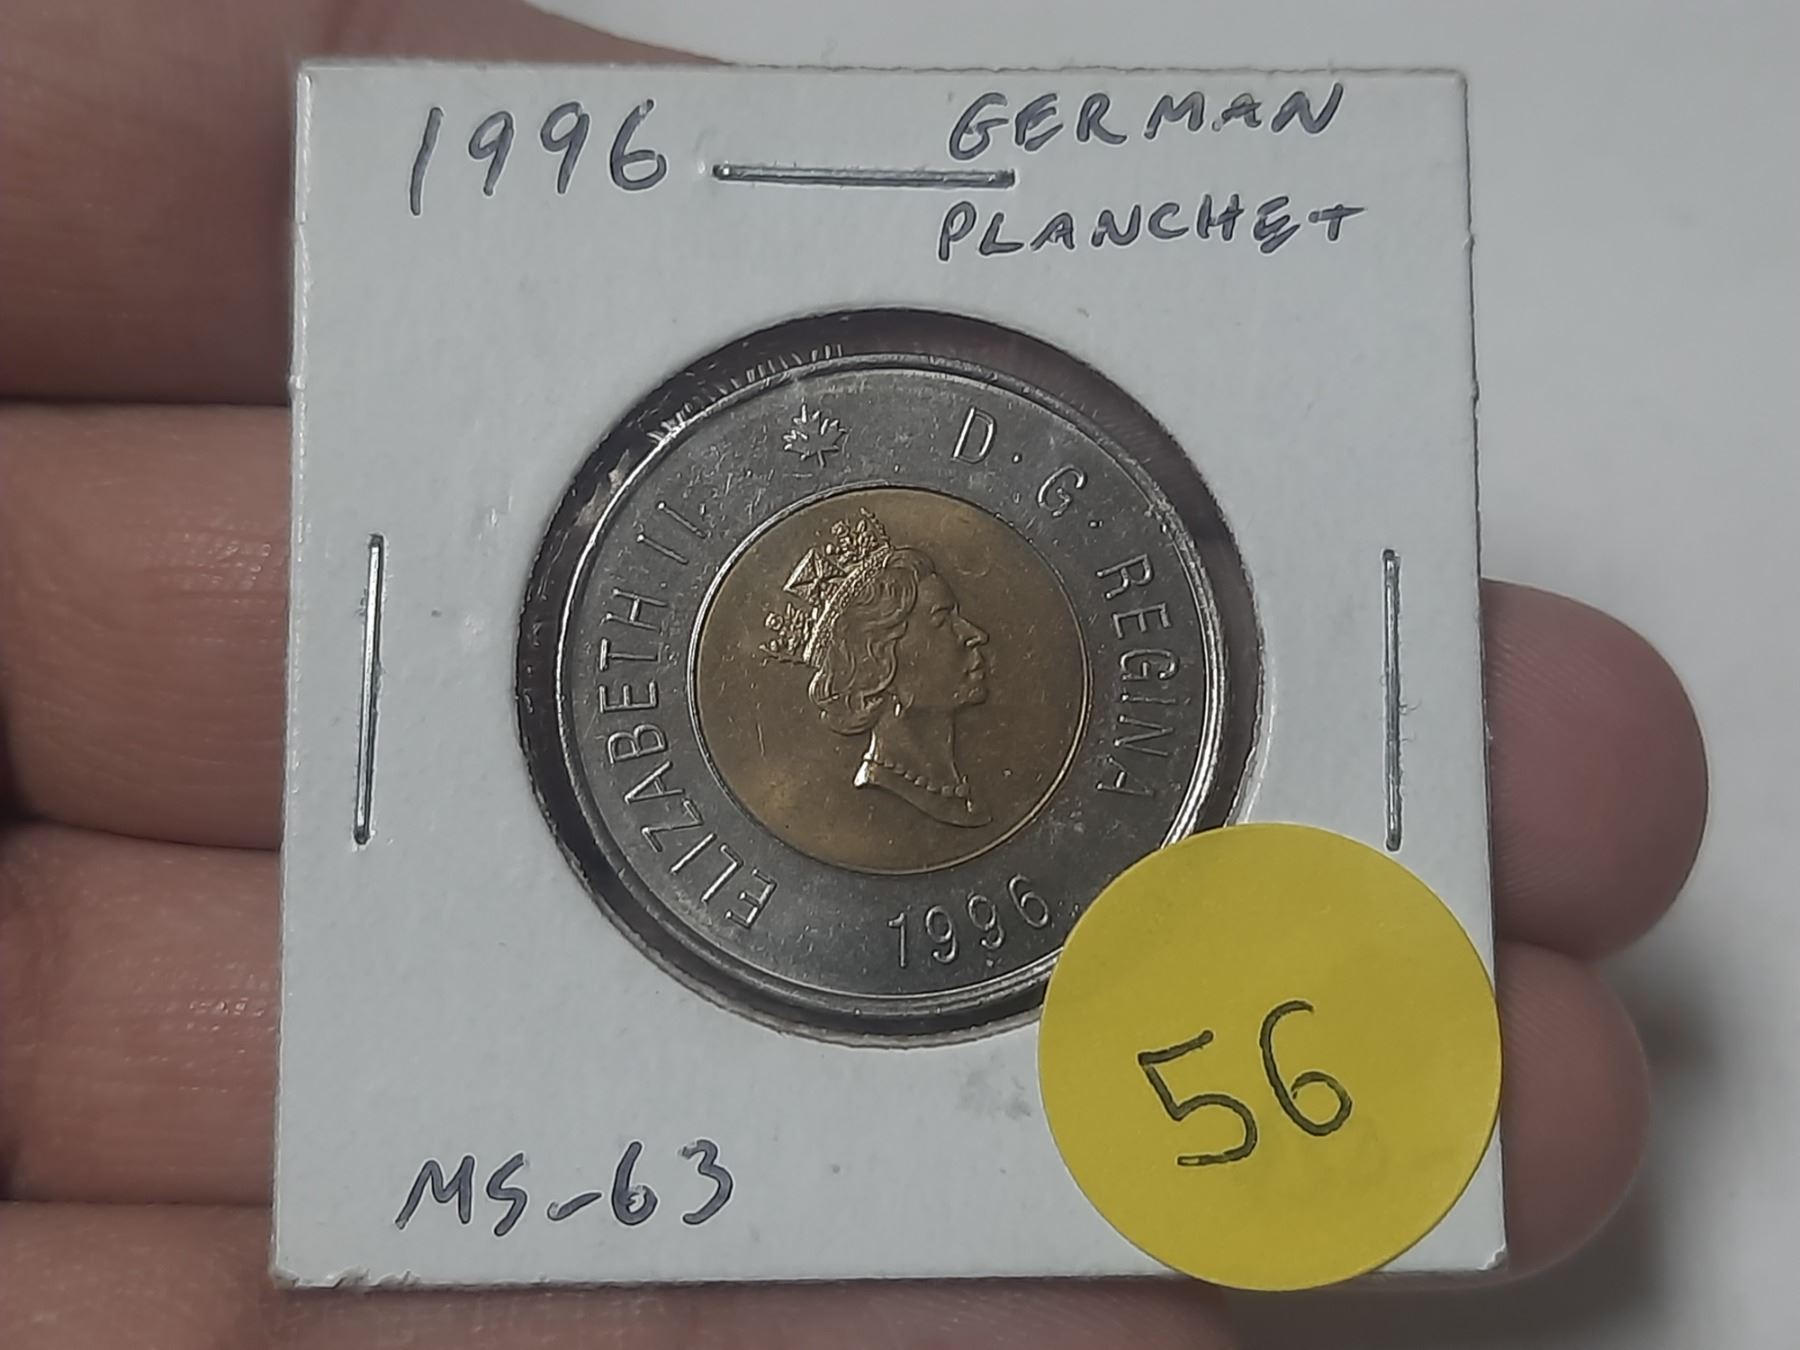 1996 GERMAN
PLANCHET
ELIZABETH II D·G·REGINA
1996
MS-63
56